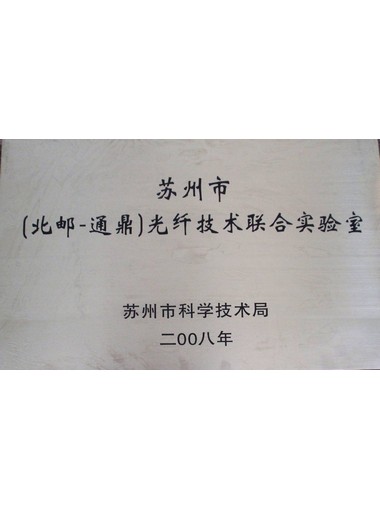 苏州市
(北邮-通鼎)光纤技术联合实验室
苏州市科学技术局
二00八年